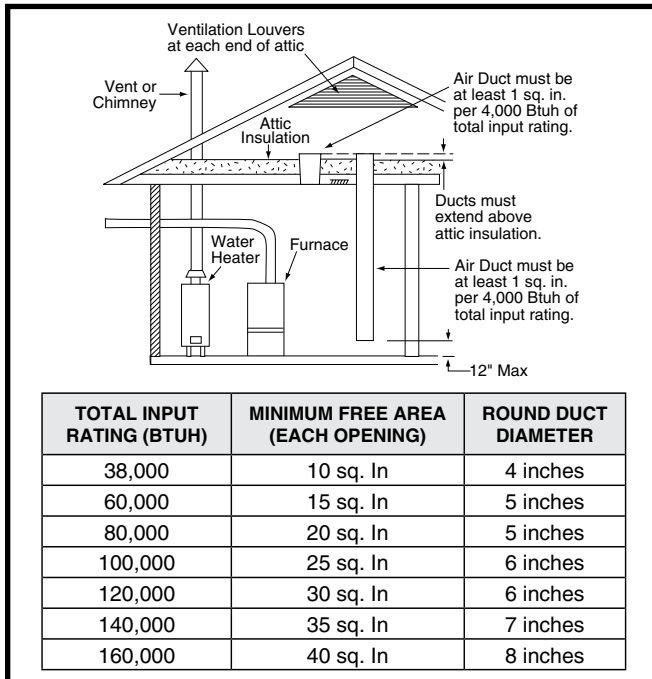 Ventilation Louvers
at each end of attic
Vent or
Chimney
Air Duct must be
at least 1 sq. in.
per 4,000 Btuh of
total input rating.
Attic
Insulation
Ducts must
extend above
attic insulation.
Water
Heater
Furnace
Air Duct must be
at least 1 sq. in.
per 4,000 Btuh of
total input rating.
12" Max
TOTAL INPUT MINIMUM FREE AREA ROUND DUCT
RATING (BTUH) (EACH OPENING) DIAMETER
38,000 10 sq. In 4 inches
60,000 15 sq. In 5 inches
80,000 20 sq. In 5 inches
100,000 25 sq. In 6 inches
120,000 30 sq. In 6 inches
140,000 35 sq. In 7 inches
160,000 40 sq. In 8 inches